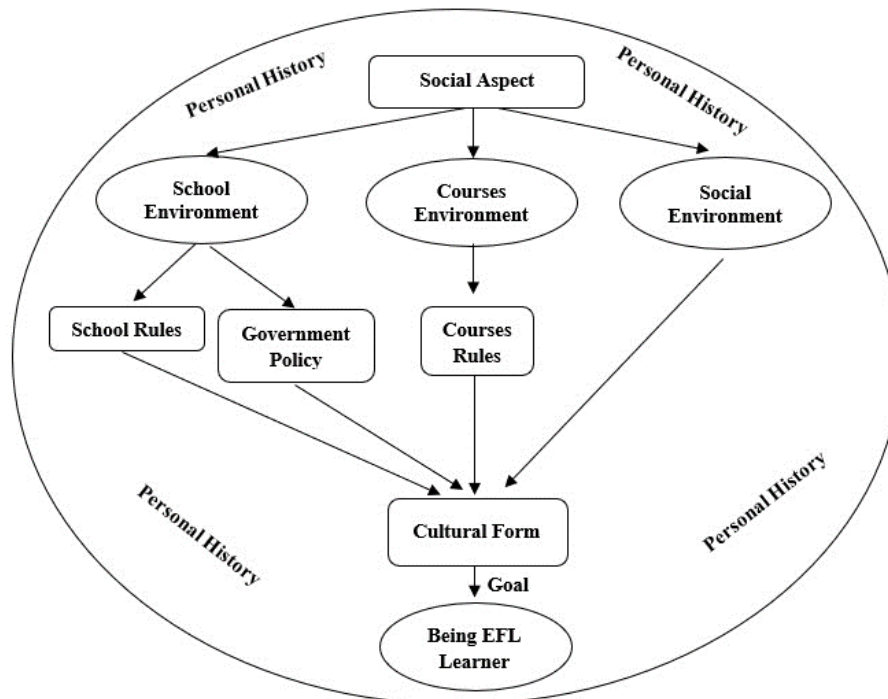 Personal History
Personal History
Social Aspect
School
Environment
Courses
Environment
Social
Environment
School Rules
Government
Policy
Courses
Rules
Personal History
Personal History
Cultural Form
Goal
Being EFL
Learner